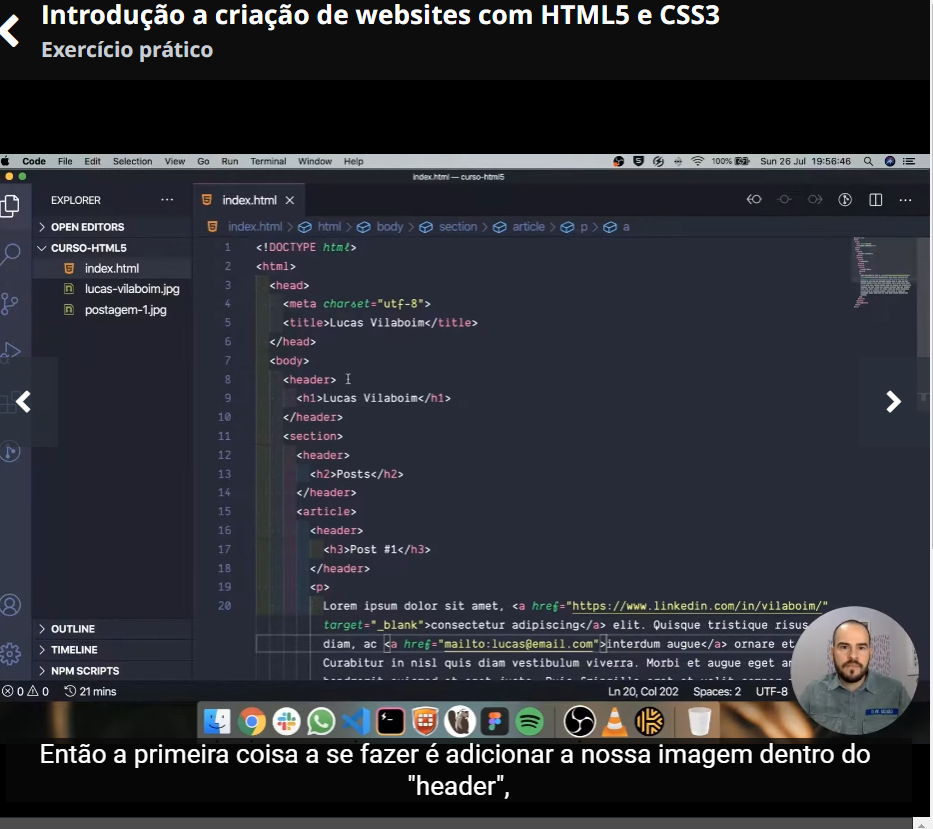 Introdução a criação de websites com HTML5 e CSS3
Exercício prático
Code File Edit Selection View Go Run Terminal Window Help 100% Sun 26 Jul 19:56:46
index.html — curso-html5
EXPLORER
index.html
OPEN EDITORS
CURSO-HTML5
index.html
lucas-vilaboim.jpg
postagem-1.jpg
index.html > html > body > section > article > p > a
1 <!DOCTYPE html>
2 <html>
3 <head>
4 <meta charset="utf-8">
5 <title>Lucas Vilaboim</title>
6 </head>
7 <body>
8 <header>
9 <h1>Lucas Vilaboim</h1>
10 </header>
11 <section>
12 <header>
13 <h2>Posts</h2>
14 </header>
15 <article>
16 <header>
17 <h3>Post #1</h3>
18 </header>
19 <p>
20 Lorem ipsum dolor sit amet, <a href="https://www.linkedin.com/in/vilaboim/"
target="_blank">consectetur adipiscing</a> elit. Quisque tristique risus
diam, ac <a href="mailto:lucas@email.com">interdum augue</a> ornare et
Curabitur in nisl quis diam vestibulum viverra. Morbi et augue eget
OUTLINE
TIMELINE
NPM SCRIPTS
0 0 21 mins
Ln 20, Col 202 Spaces: 2 UTF-8
Então a primeira coisa a se fazer é adicionar a nossa imagem dentro do
"header",